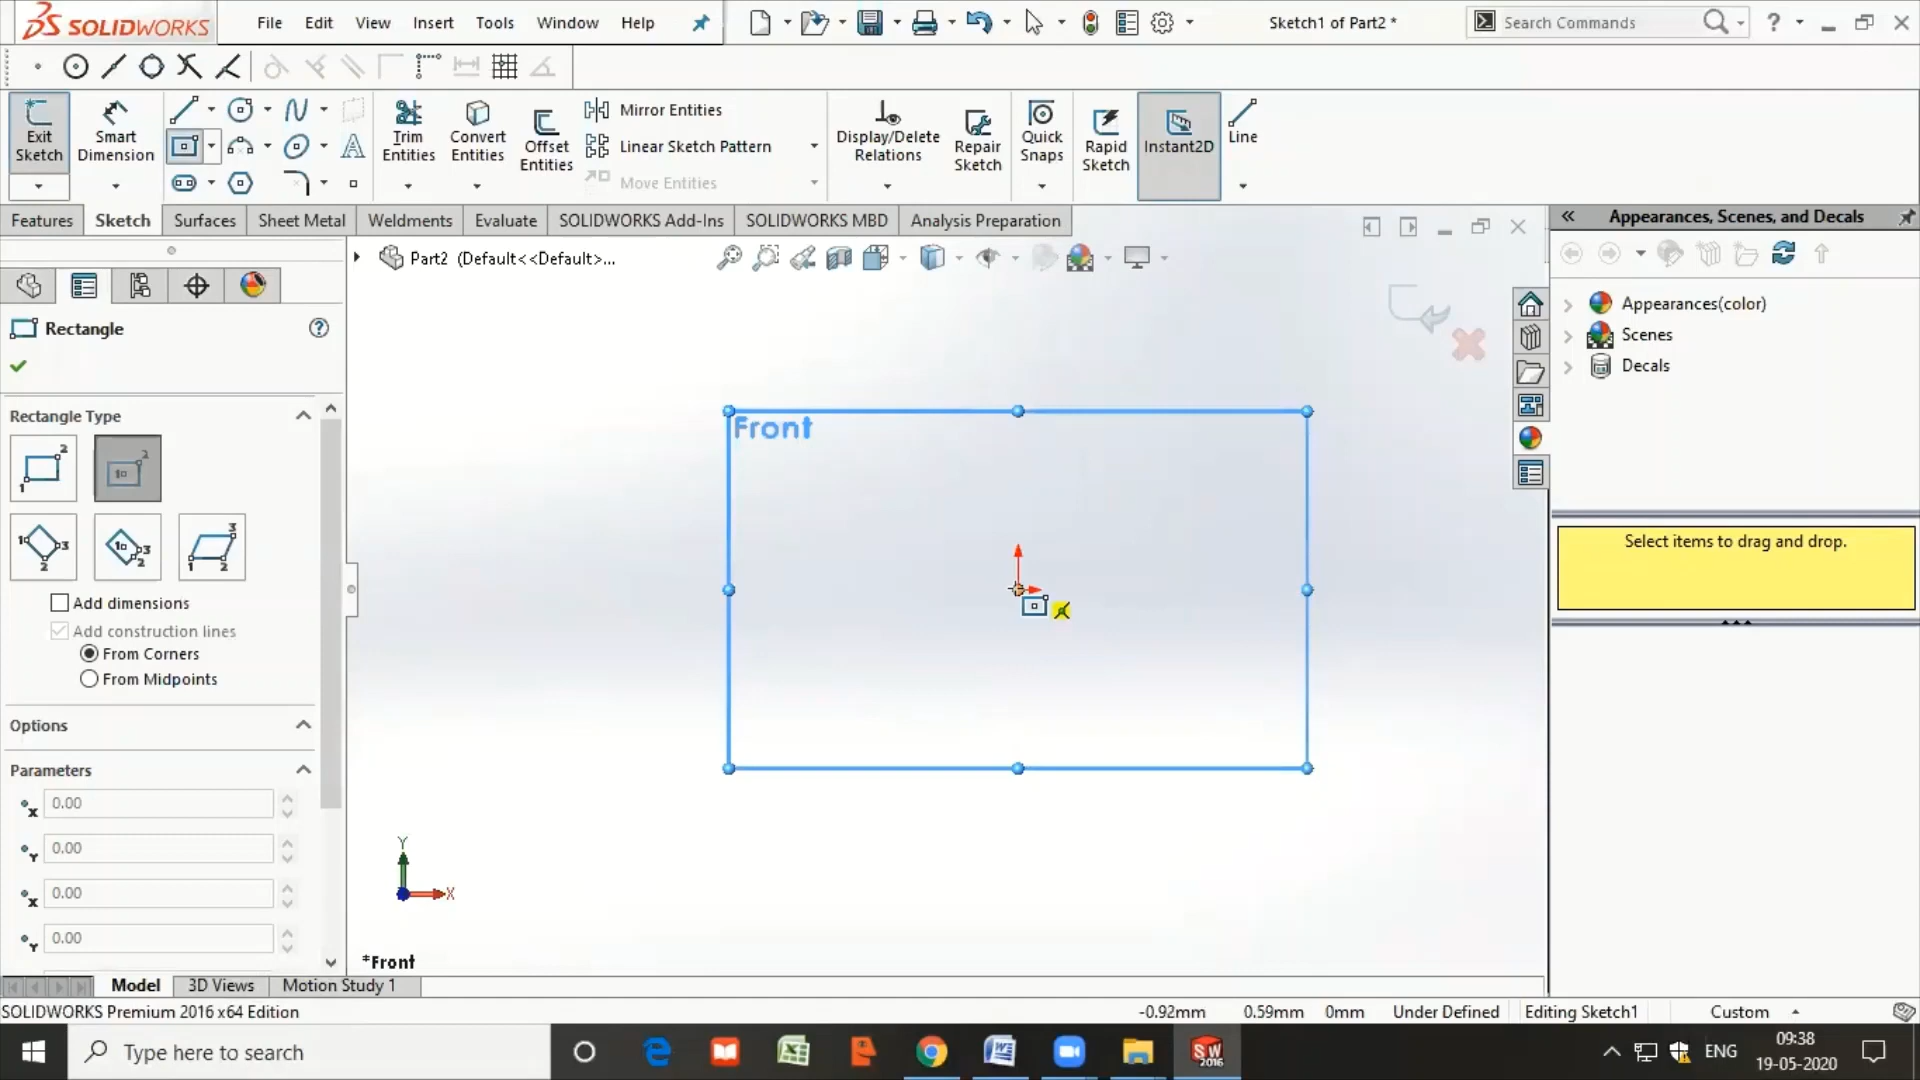 SOLIDWORKS File Edit View Insert Tools Window Help Sketch1 of Part2 * Search Commands ?
Exit Sketch
Smart Dimension
Trim Entities
Convert Entities
Offset Entities
Mirror Entities
Linear Sketch Pattern
Move Entities
Display/Delete Relations
Repair Sketch
Quick Snaps
Rapid Sketch
Instant2D
Line
Features Sketch Surfaces Sheet Metal Weldments Evaluate SOLIDWORKS Add-Ins SOLIDWORKS MBD Analysis Preparation
Appearances, Scenes, and Decals
Part2 (Default<<Default>...
Appearances(color)
Scenes
Decals
Rectangle ?
Rectangle Type
Front
Select items to drag and drop.
Add dimensions
Add construction lines
From Corners
From Midpoints
Options
Parameters
x 0.00
Y 0.00
x 0.00
Y 0.00
Y
X
*Front
Model 3D Views Motion Study 1
SOLIDWORKS Premium 2016 x64 Edition -0.92mm 0.59mm 0mm Under Defined Editing Sketch1 Custom
Type here to search
SW 2016
ENG
09:38
19-05-2020